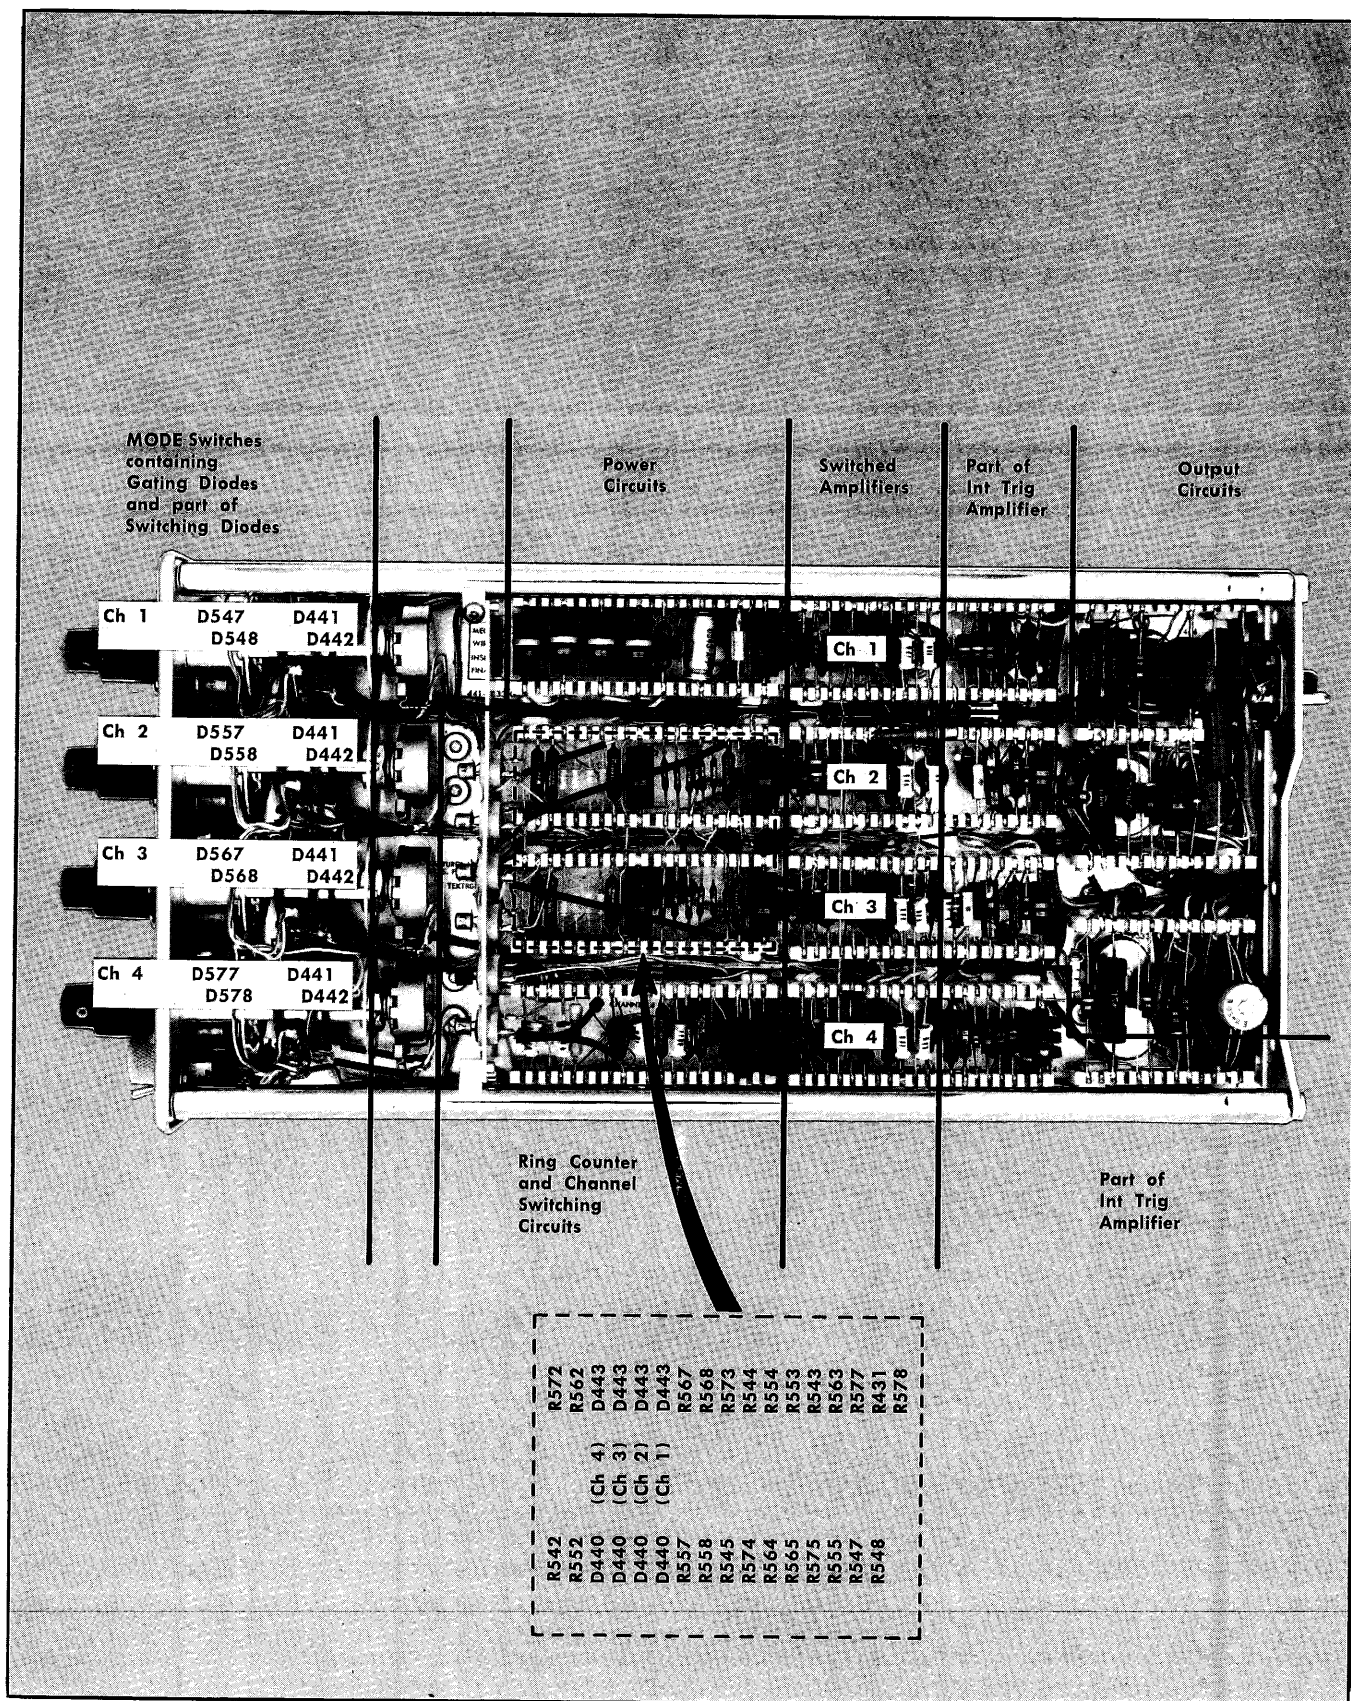 MODE Switches
containing
Gating Diodes
and part of
Switching Diodes
Power
Circuits
Switched
Amplifiers
Part of
Int Trig
Amplifier
Output
Circuits
Ch 1 D547 D441
D548 D442
Ch 1
Ch 2 D557 D441
D558 D442
Ch 2
Ch 3 D567 D441
D568 D442
Ch 3
Ch 4 D577 D441
D578 D442
Ch 4
Ring Counter
and Channel
Switching
Circuits
Part of
Int Trig
Amplifier
R542 R572
R552 R562
D440 (Ch 4) D443
D440 (Ch 3) D443
D440 (Ch 2) D443
D440 (Ch 1) D443
R557 R567
R558 R568
R545 R573
R574 R544
R564 R554
R565 R553
R575 R543
R555 R563
R547 R577
R548 R431
R578